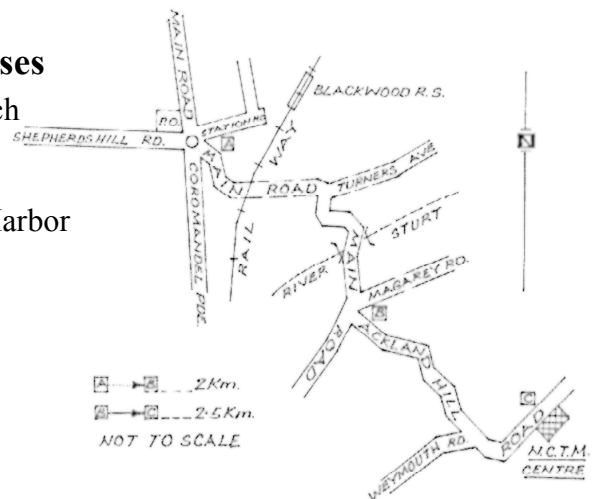 ses
ch
Harbor
MAIN ROAD
P.O.
STATION RD.
SHEPHERDS HILL RD.
A
BLACKWOOD R.S.
N
RAIL WAY
MAIN ROAD
TURNERS AVE
COROMANDEL PDE.
RIVER STURT
MAIN ROAD
MAGAREY RD.
B
ACKLAND HILL ROAD
A B 2 Km.
B C 2.5 Km.
NOT TO SCALE
C
WEYMOUTH RD.
N.C.T.M.
CENTRE